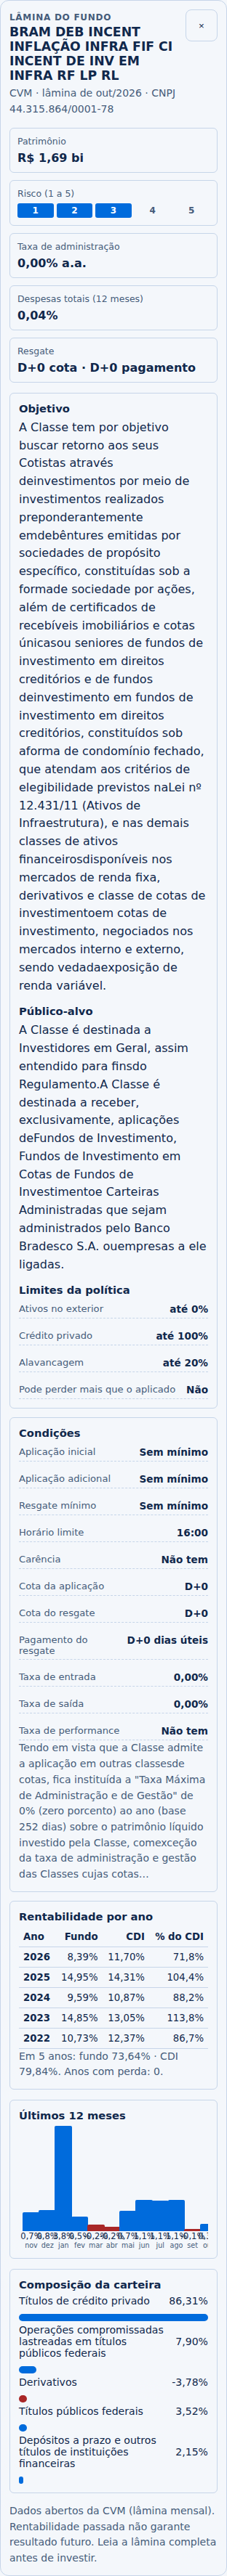 LÂMINA DO FUNDO
BRAM DEB INCENT
INFLAÇÃO INFRA FIF CI
INCENT DE INV EM
INFRA RF LP RL
×
CVM · lâmina de out/2026 · CNPJ
44.315.864/0001-78
Patrimônio
R$ 1,69 bi
Risco (1 a 5)
1 2 3 4 5
Taxa de administração
0,00% a.a.
Despesas totais (12 meses)
0,04%
Resgate
D+0 cota · D+0 pagamento
Objetivo
A Classe tem por objetivo
buscar retorno aos seus
Cotistas através
deinvestimentos por meio de
investimentos realizados
preponderantemente
emdebêntures emitidas por
sociedades de propósito
específico, constituídas sob a
formade sociedade por ações,
além de certificados de
recebíveis imobiliários e cotas
únicasou seniores de fundos de
investimento em direitos
creditórios e de fundos
deinvestimento em fundos de
investimento em direitos
creditórios, constituídos sob
aforma de condomínio fechado,
que atendam aos critérios de
elegibilidade previstos naLei nº
12.431/11 (Ativos de
Infraestrutura), e nas demais
classes de ativos
financeirosdisponíveis nos
mercados de renda fixa,
derivativos e classe de cotas de
investimentoem cotas de
investimento, negociados nos
mercados interno e externo,
sendo vedadaexposição de
renda variável.
Público-alvo
A Classe é destinada a
Investidores em Geral, assim
entendido para finsdo
Regulamento.A Classe é
destinada a receber,
exclusivamente, aplicações
deFundos de Investimento,
Fundos de Investimento em
Cotas de Fundos de
Investimentoe Carteiras
Administradas que sejam
administrados pelo Banco
Bradesco S.A. ouempresas a ele
ligadas.
Limites da política
Ativos no exterior até 0%
Crédito privado até 100%
Alavancagem até 20%
Pode perder mais que o aplicado Não
Condições
Aplicação inicial Sem mínimo
Aplicação adicional Sem mínimo
Resgate mínimo Sem mínimo
Horário limite 16:00
Carência Não tem
Cota da aplicação D+0
Cota do resgate D+0
Pagamento do
resgate D+0 dias úteis
Taxa de entrada 0,00%
Taxa de saída 0,00%
Taxa de performance Não tem
Tendo em vista que a Classe admite
a aplicação em outras classesde
cotas, fica instituída a "Taxa Máxima
de Administração e de Gestão" de
0% (zero porcento) ao ano (base
252 dias) sobre o patrimônio líquido
investido pela Classe, comexceção
da taxa de administração e gestão
das Classes cujas cotas…
Rentabilidade por ano
Ano Fundo CDI % do CDI
2026 8,39% 11,70% 71,8%
2025 14,95% 14,31% 104,4%
2024 9,59% 10,87% 88,2%
2023 14,85% 13,05% 113,8%
2022 10,73% 12,37% 86,7%
Em 5 anos: fundo 73,64% · CDI
79,84%. Anos com perda: 0.
Últimos 12 meses
nov dez jan fev mar abr mai jun jul ago set
Composição da carteira
Títulos de crédito privado 86,31%
Operações compromissadas
lastreadas em títulos
públicos federais 7,90%
Derivativos -3,78%
Títulos públicos federais 3,52%
Depósitos a prazo e outros
títulos de instituições
financeiras 2,15%
Dados abertos da CVM (lâmina mensal).
Rentabilidade passada não garante
resultado futuro. Leia a lâmina completa
antes de investir.